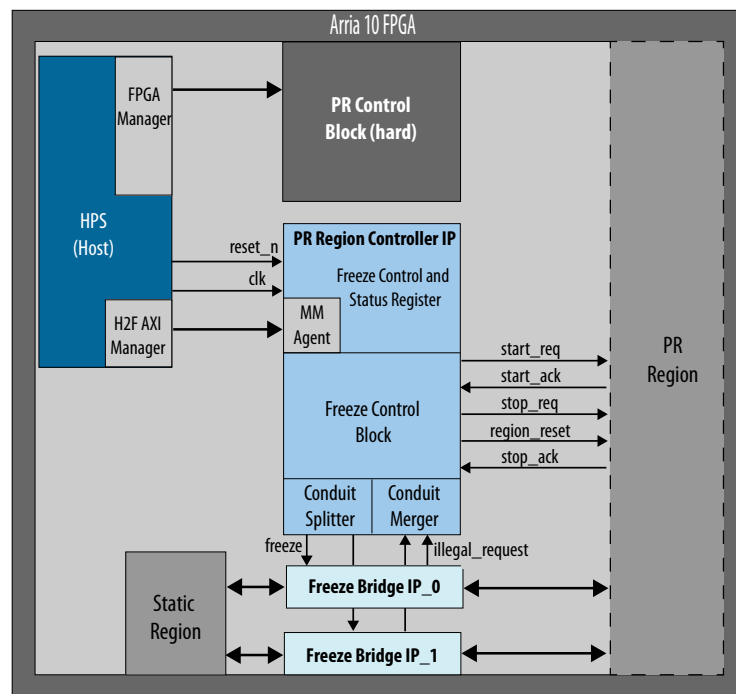 Arria 10 FPGA
FPGA
Manager
PR Control
Block (hard)
HPS
(Host)
reset_n
clk
H2F AXI
Manager
PR Region Controller IP
Freeze Control and
Status Register
MM
Agent
Freeze Control
Block
start_req
start_ack
stop_req
region_reset
stop_ack
PR
Region
Conduit
Splitter
Conduit
Merger
freeze
illegal_request
Static
Region
Freeze Bridge IP_0
Freeze Bridge IP_1